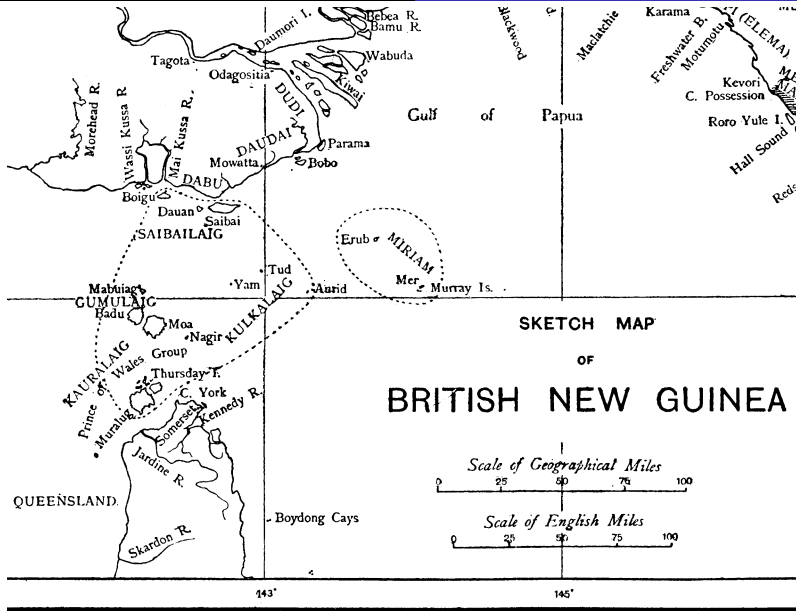 Bebea R.
Bamu R.
Daumori I.
Wabuda
Tagota
Odagositia
Kiwai
DUDI
Blackwood
Maclatchie
Karama
Freshwater B.
Motumotu
(ELEMA)
Kevori
C. Possession
Roro Yule I.
Hall Sound
Gulf of Papua
Morehead R.
Wassi Kussa R.
Mai Kussa R.
DAUDAI
Parama
Mowatta
Bobo
DABU
Boigu
Dauan
Saibai
SAIBAILAIG
Erub
MIRIAM
Mer
Murray Is.
Tud
Yam
Aurid
Mabuiag
GUMULAIG
Badu
Moa
Nagir
KULKALAIG
KAURALAIG
Prince of Wales Group
Thursday I.
Muralug
C. York
Somerset
Kennedy R.
Jardine R.
QUEENSLAND.
Skardon R.
Boydong Cays
SKETCH MAP
OF
BRITISH NEW GUINEA
Scale of Geographical Miles
0 25 50 75 100
Scale of English Miles
0 25 50 75 100
143°
145°